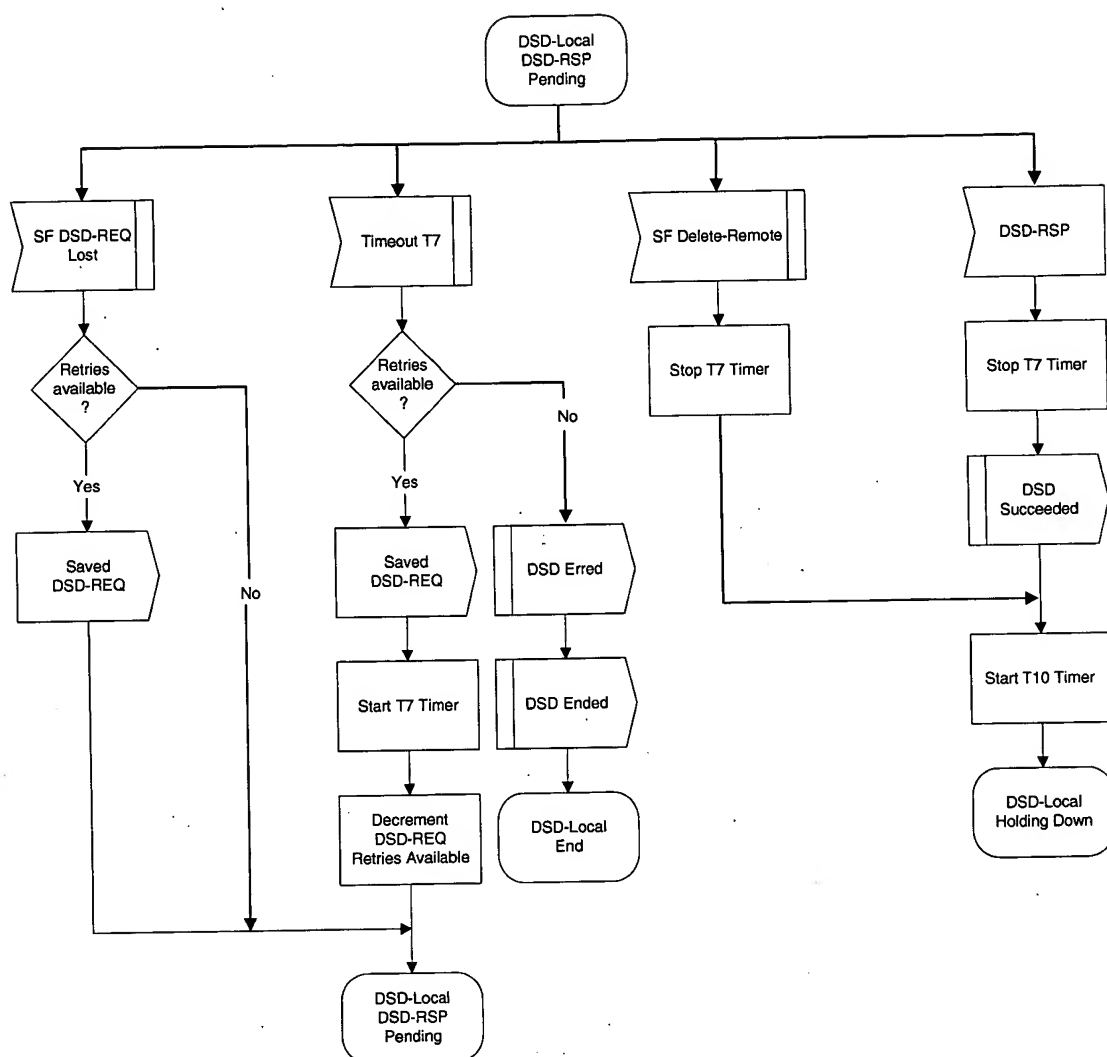 DSD-Local
DSD-RSP
Pending
SF DSD-REQ
Lost
Timeout T7
SF Delete-Remote
DSD-RSP
Retries
available
?
Retries
available
?
Stop T7 Timer
Stop T7 Timer
No
Yes
Yes
DSD
Succeeded
Saved
DSD-REQ
No
Saved
DSD-REQ
DSD Erred
Start T7 Timer
DSD Ended
Start T10 Timer
Decrement
DSD-REQ
Retries Available
DSD-Local
End
DSD-Local
Holding Down
DSD-Local
DSD-RSP
Pending